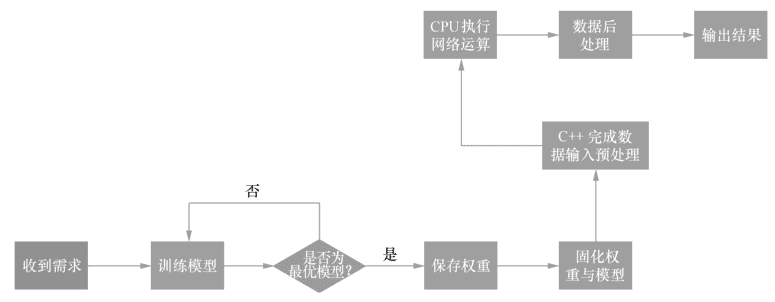 CPU执行
网络运算
数据后
处理
输出结果
C++ 完成数
据输入预处理
否
收到需求
训练模型
是否为
最优模型?
是
保存权重
固化权
重与模型